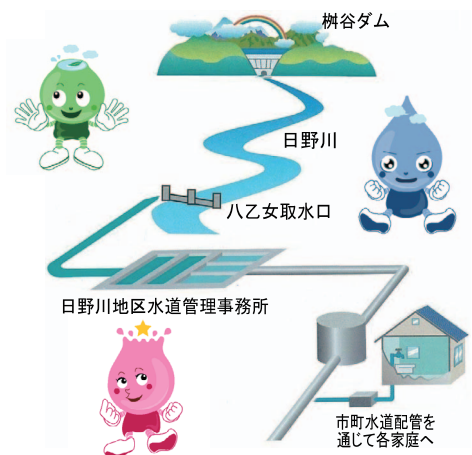 桝谷ダム
日野川
八乙女取水口
日野川地区水道管理事務所
市町水道配管を
通じて各家庭へ